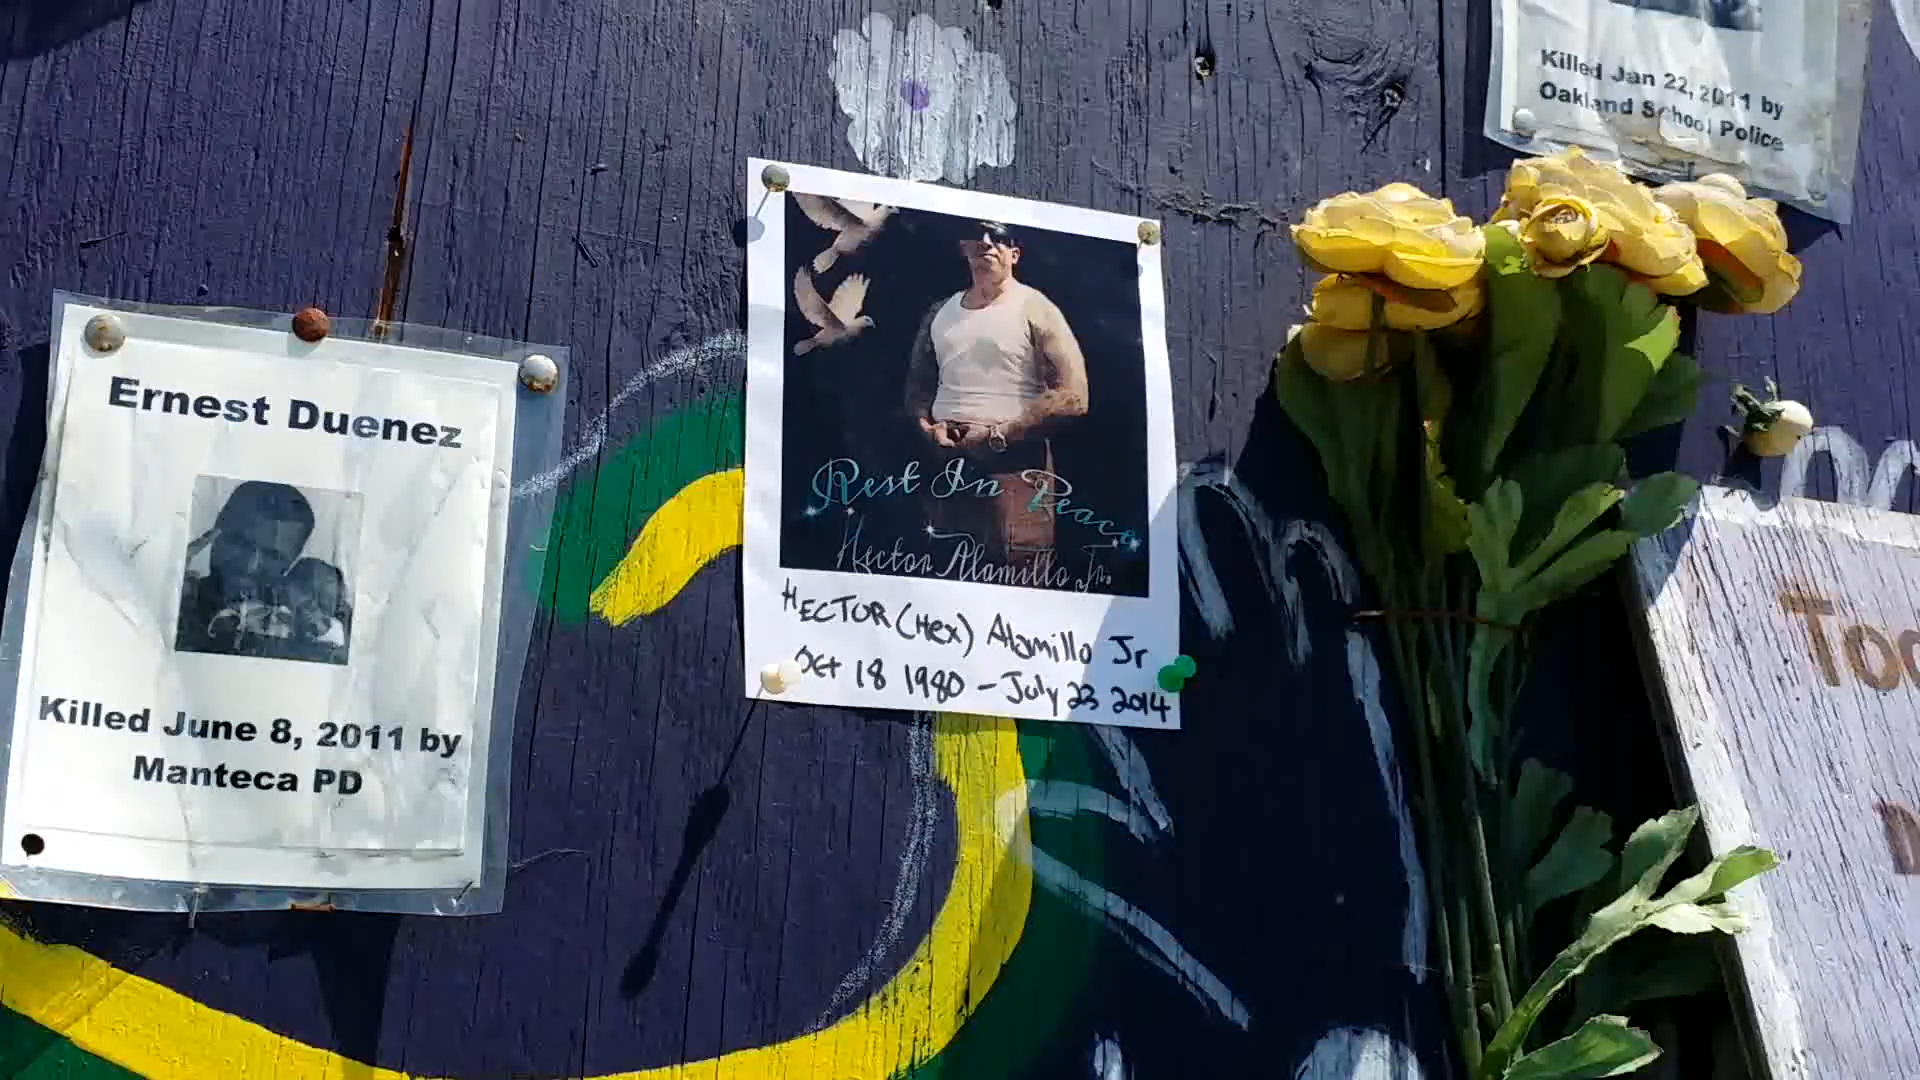 Ernest Duenez
Killed June 8, 2011 by
Manteca PD
Rest In Peace
Hector Alamillo Jr.
HECTOR (Hex) Alamillo Jr
Oct 18 1980 - July 23 2014
Killed Jan 22, 2011 by
Oakland School Police